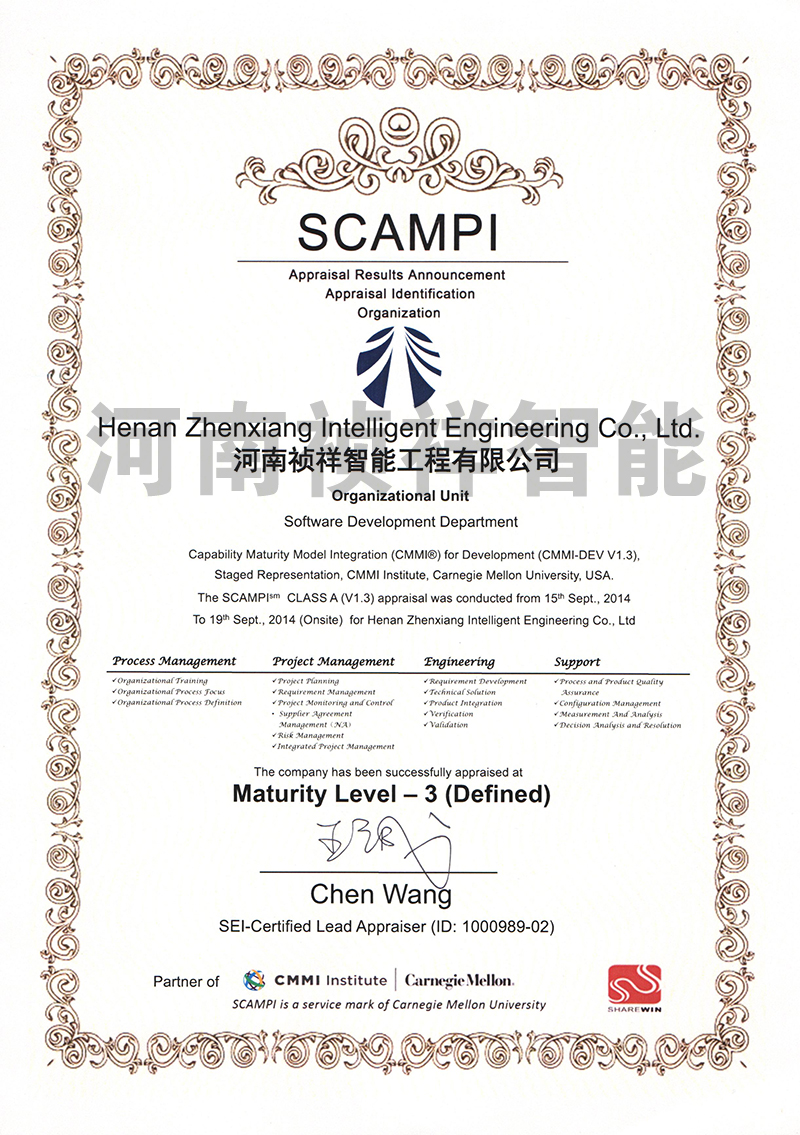 SCAMPI
Appraisal Results Announcement
Appraisal Identification
Organization
河南祯祥智能
Henan Zhenxiang Intelligent Engineering Co., Ltd.
河南祯祥智能工程有限公司
Organizational Unit
Software Development Department
Capability Maturity Model Integration (CMMI®) for Development (CMMI-DEV V1.3),
Staged Representation, CMMI Institute, Carnegie Mellon University, USA.
The SCAMPIsm CLASS A (V1.3) appraisal was conducted from 15th Sept., 2014
To 19th Sept., 2014 (Onsite) for Henan Zhenxiang Intelligent Engineering Co., Ltd
Process Management
✓Organizational Training
✓Organizational Process Focus
✓Organizational Process Definition
Project Management
✓Project Planning
✓Requirement Management
✓Project Monitoring and Control
• Supplier Agreement
Management (NA)
✓Risk Management
✓Integrated Project Management
Engineering
✓Requirement Development
✓Technical Solution
✓Product Integration
✓Verification
✓Validation
Support
✓Process and Product Quality
Assurance
✓Configuration Management
✓Measurement And Analysis
✓Decision Analysis and Resolution
The company has been successfully appraised at
Maturity Level – 3 (Defined)
Chen Wang
SEI-Certified Lead Appraiser (ID: 1000989-02)
Partner of
CMMI Institute | Carnegie Mellon.
SCAMPI is a service mark of Carnegie Mellon University
SHAREWIN